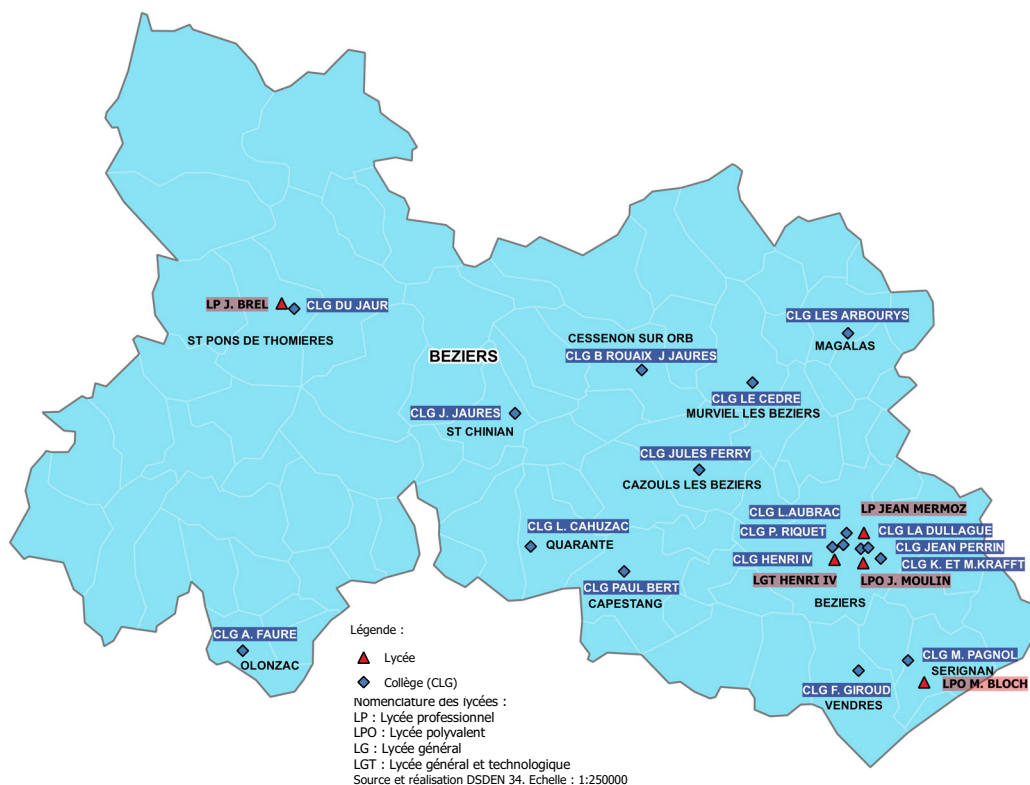 LP J. BREL
CLG DU JAUR
ST PONS DE THOMIERES
BEZIERS
CESSENON SUR ORB
CLG B ROUAIX J JAURES
CLG LES ARBOURYS
MAGALAS
CLG LE CEDRE
MURVIEL LES BEZIERS
CLG J. JAURES
ST CHINIAN
CLG JULES FERRY
CAZOULS LES BEZIERS
CLG L. CAHUZAC
QUARANTE
CLG PAUL BERT
CAPESTANG
CLG L.AUBRAC
LP JEAN MERMOZ
CLG P. RIQUET
CLG LA DULLAGUE
CLG HENRI IV
CLG JEAN PERRIN
CLG K. ET M.KRAFFT
LGT HENRI IV
LPO J. MOULIN
BEZIERS
CLG A. FAURE
OLONZAC
CLG M. PAGNOL
SERIGNAN
LPO M. BLOCH
CLG F. GIROUD
VENDRES
Légende :
Lycée
Collège (CLG)
Nomenclature des lycées :
LP : Lycée professionnel
LPO : Lycée polyvalent
LG : Lycée général
LGT : Lycée général et technologique
Source et réalisation DSDEN 34. Echelle : 1:250000